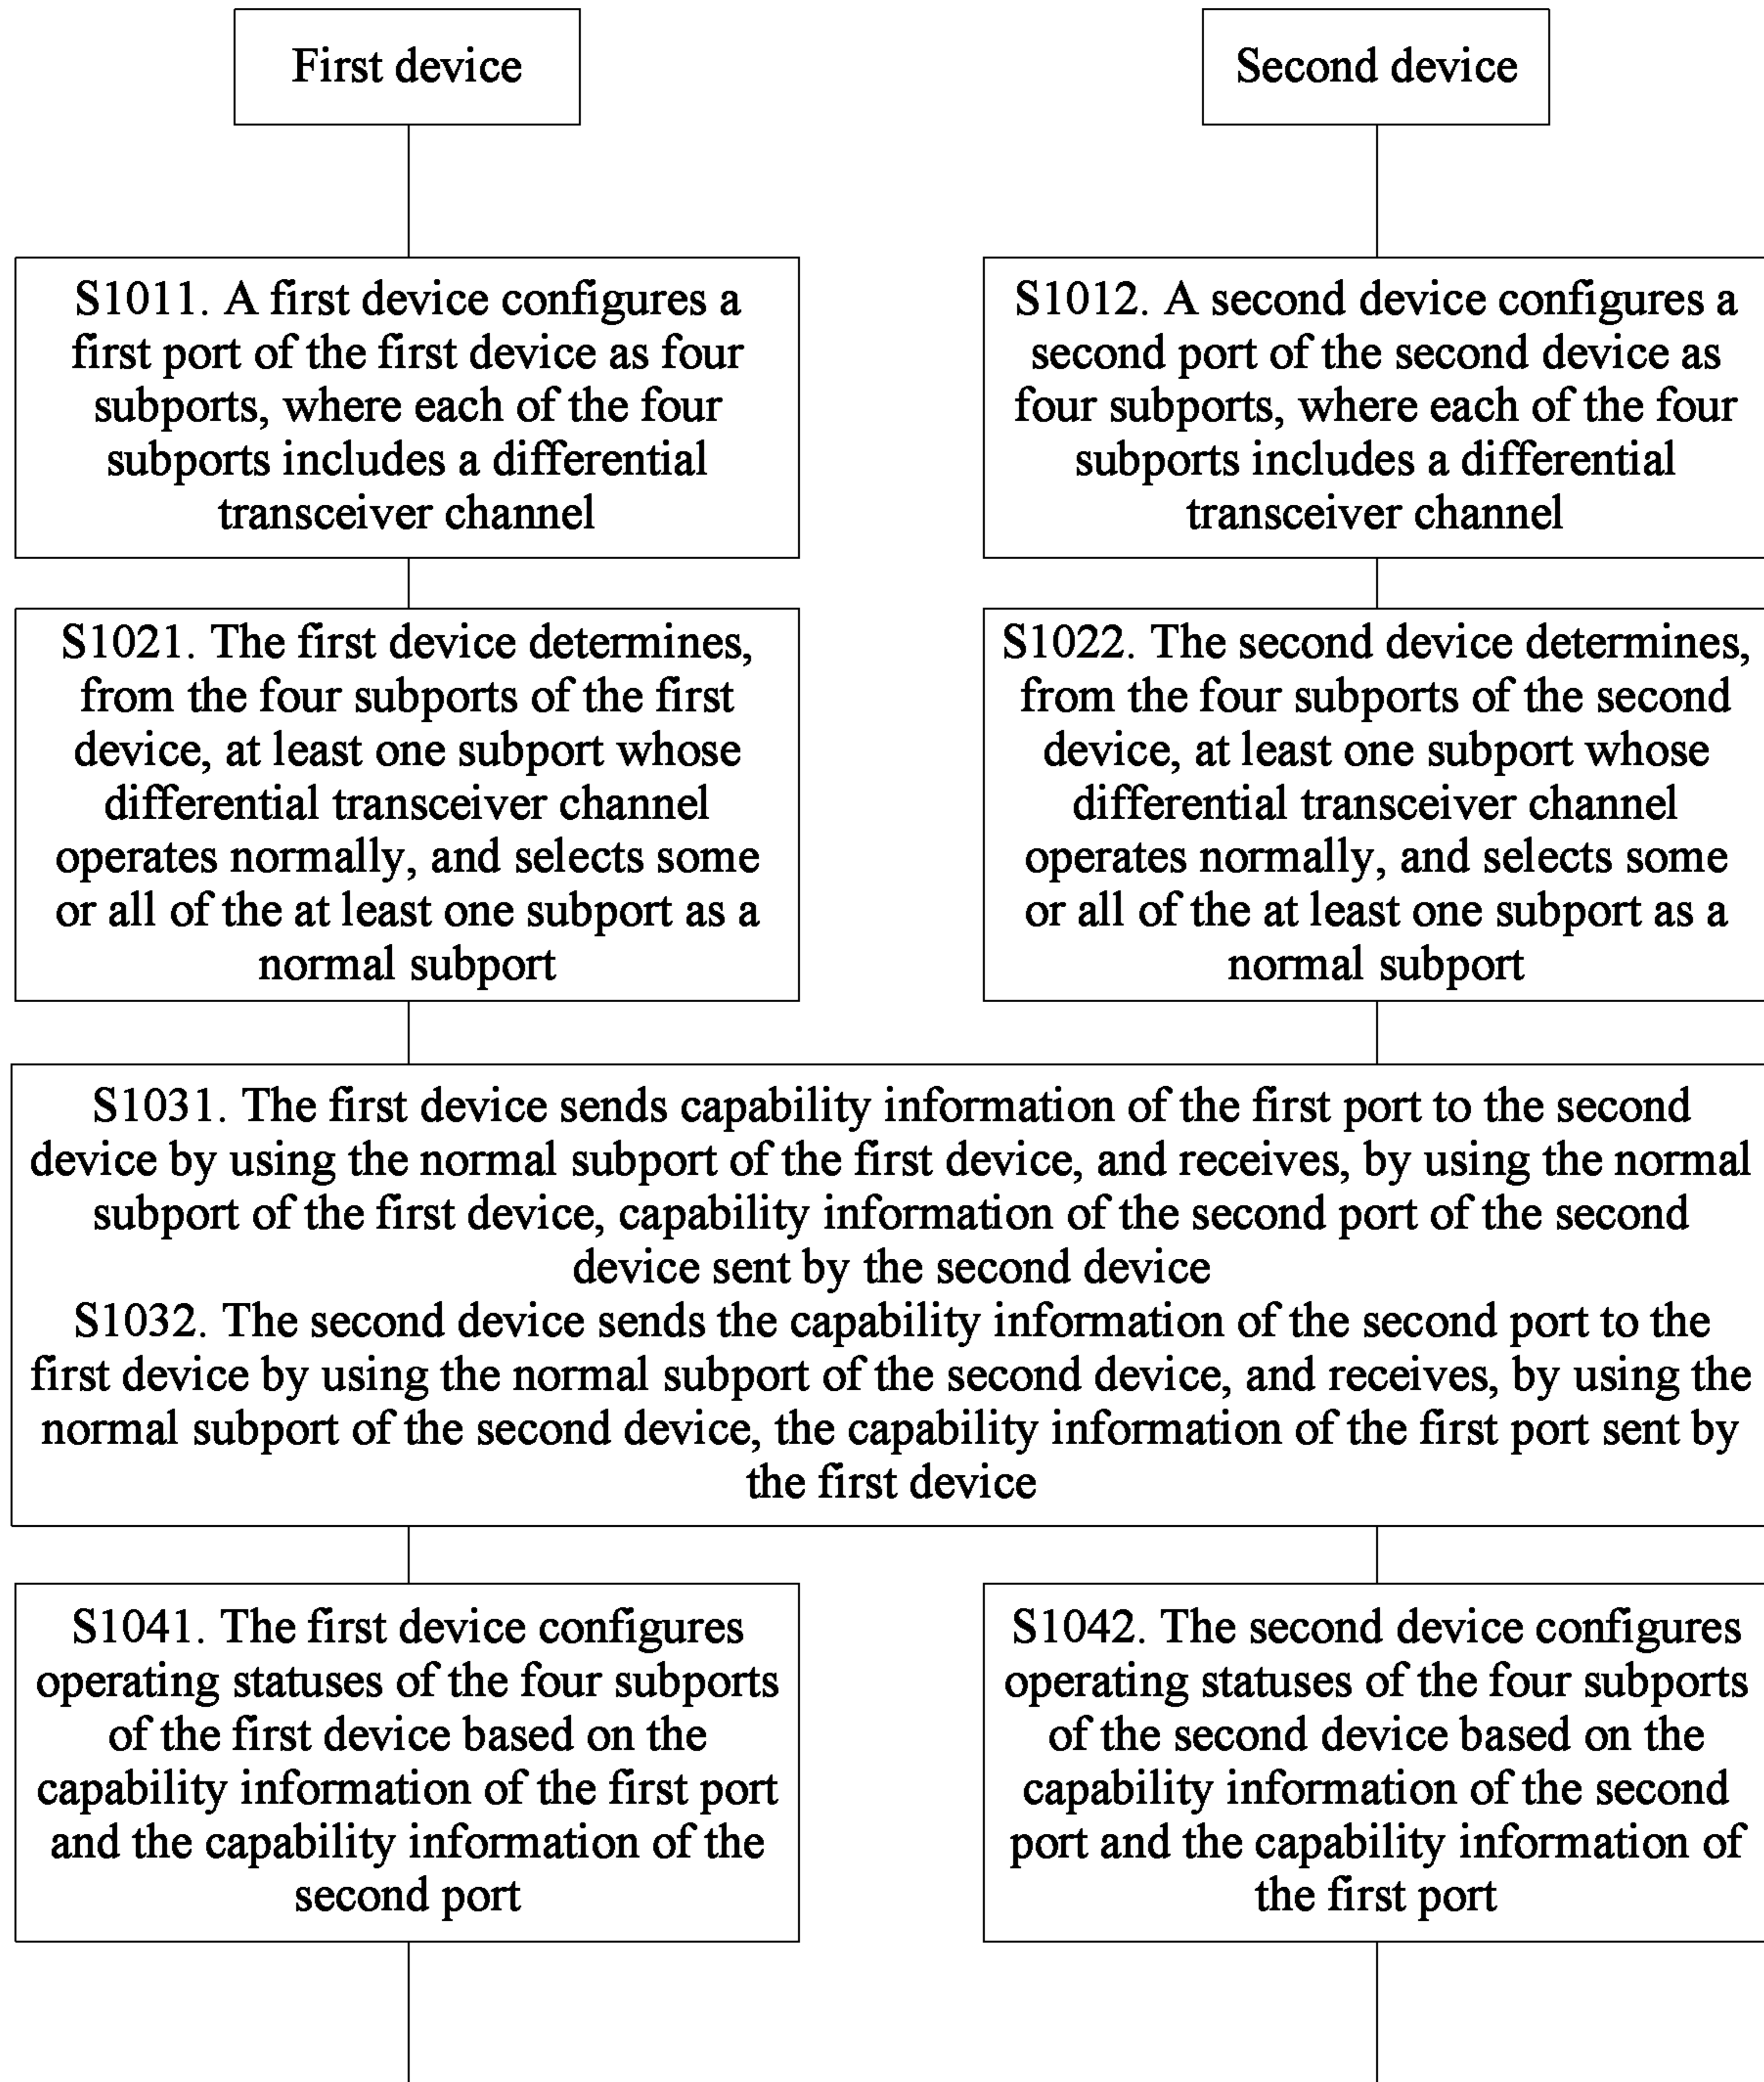 First device
Second device
S1011. A first device configures a
first port of the first device as four
subports, where each of the four
subports includes a differential
transceiver channel
S1012. A second device configures a
second port of the second device as
four subports, where each of the four
subports includes a differential
transceiver channel
S1021. The first device determines,
from the four subports of the first
device, at least one subport whose
differential transceiver channel
operates normally, and selects some
or all of the at least one subport as a
normal subport
S1022. The second device determines,
from the four subports of the second
device, at least one subport whose
differential transceiver channel
operates normally, and selects some
or all of the at least one subport as a
normal subport
S1031. The first device sends capability information of the first port to the second
device by using the normal subport of the first device, and receives, by using the normal
subport of the first device, capability information of the second port of the second
device sent by the second device
S1032. The second device sends the capability information of the second port to the
first device by using the normal subport of the second device, and receives, by using the
normal subport of the second device, the capability information of the first port sent by
the first device
S1041. The first device configures
operating statuses of the four subports
of the first device based on the
capability information of the first port
and the capability information of the
second port
S1042. The second device configures
operating statuses of the four subports
of the second device based on the
capability information of the second
port and the capability information of
the first port